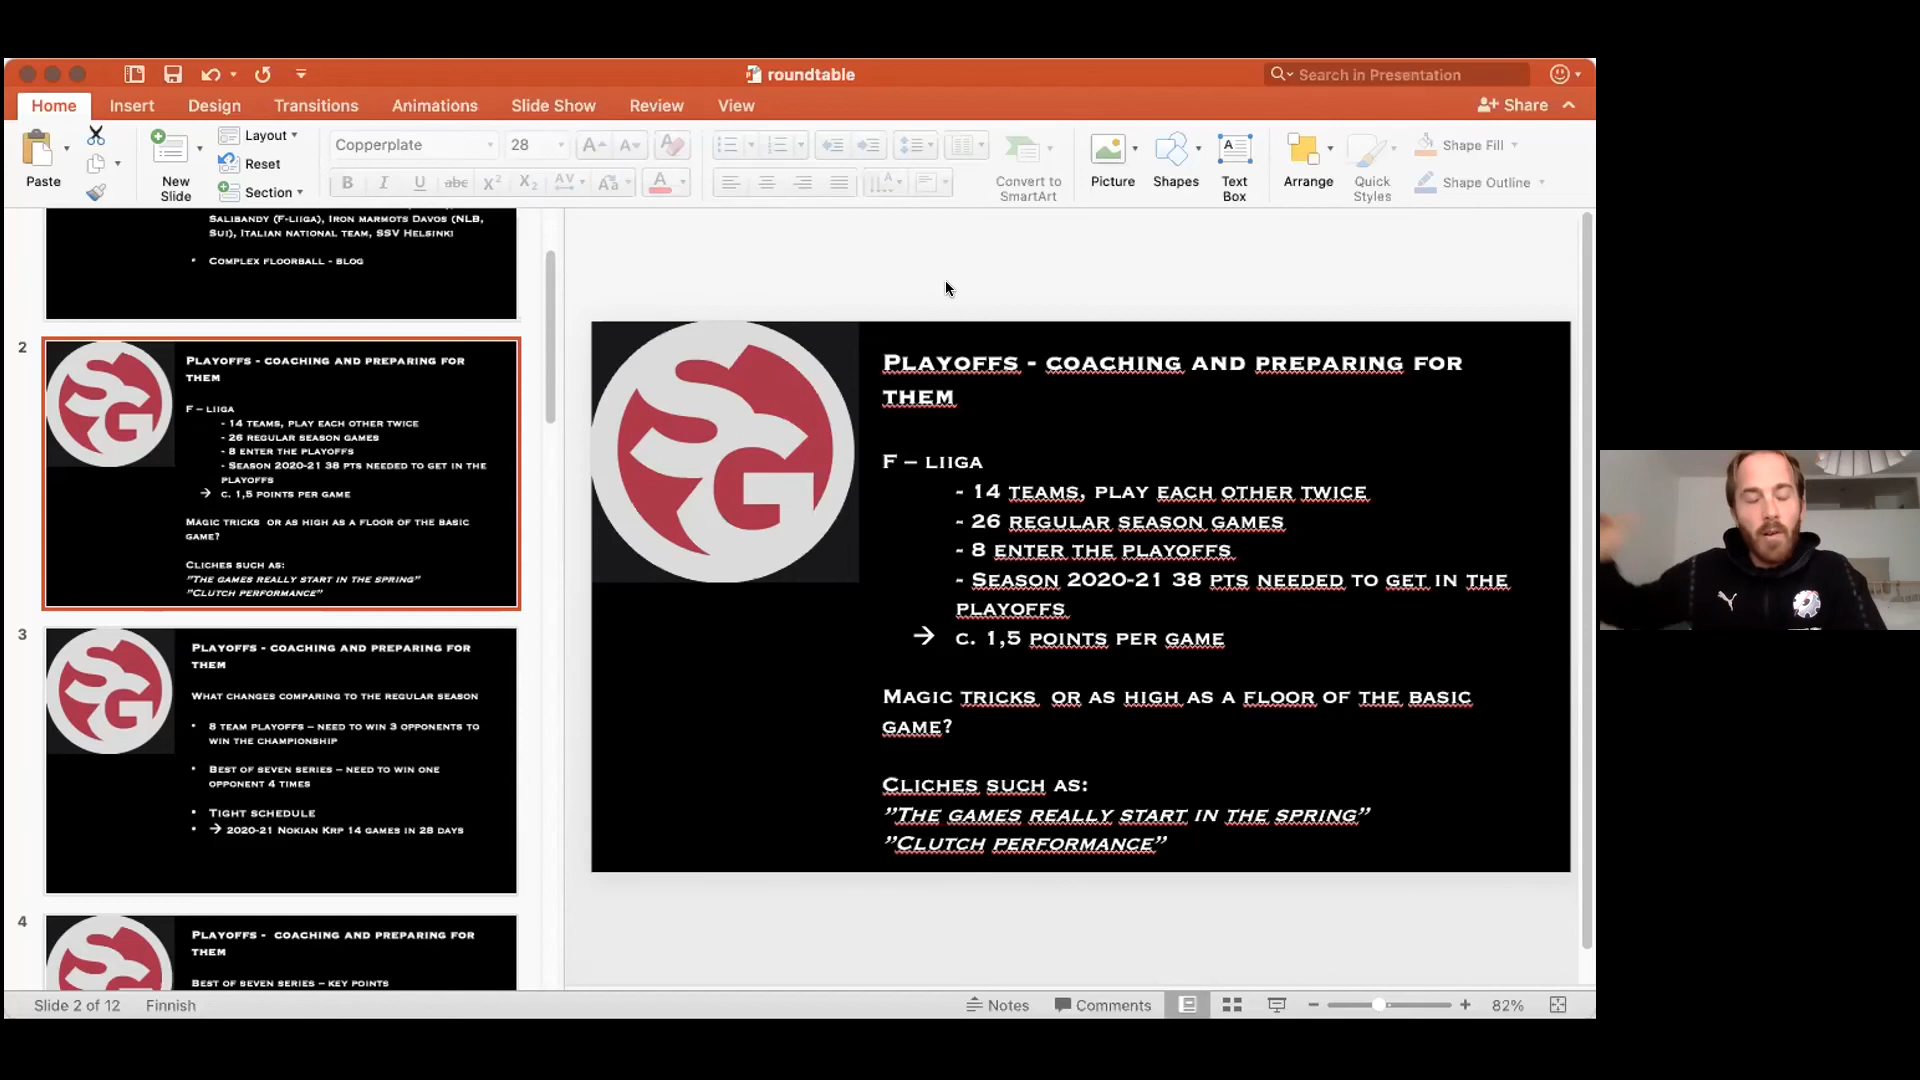 roundtable
Search in Presentation
Home Insert Design Transitions Animations Slide Show Review View
Share
Paste
New Slide
Layout
Reset
Section
Copperplate 28
Convert to SmartArt
Picture
Shapes
Text Box
Arrange
Quick Styles
Shape Fill
Shape Outline
Salibandy (F-liiga), Iron marmots Davos (NLB,
Sui), Italian national team, SSV Helsinki
• Complex floorball - blog
2
Playoffs - coaching and preparing for
them
F – liiga
- 14 teams, play each other twice
- 26 regular season games
- 8 enter the playoffs
- Season 2020-21 38 pts needed to get in the
playoffs
→ c. 1,5 points per game
Magic tricks or as high as a floor of the basic
game?
Cliches such as:
”The games really start in the spring”
”Clutch performance”
3
Playoffs - coaching and preparing for
them
What changes comparing to the regular season
• 8 team playoffs – need to win 3 opponents to
win the championship
• Best of seven series – need to win one
opponent 4 times
• Tight schedule
• → 2020-21 Nokian Krp 14 games in 28 days
4
Playoffs - coaching and preparing for
them
Best of seven series – key points
SG
Playoffs - coaching and preparing for
them
F – liiga
- 14 teams, play each other twice
- 26 regular season games
- 8 enter the playoffs
- Season 2020-21 38 pts needed to get in the
playoffs
→ c. 1,5 points per game
Magic tricks or as high as a floor of the basic
game?
Cliches such as:
”The games really start in the spring”
”Clutch performance”
Slide 2 of 12 Finnish
Notes Comments 82%